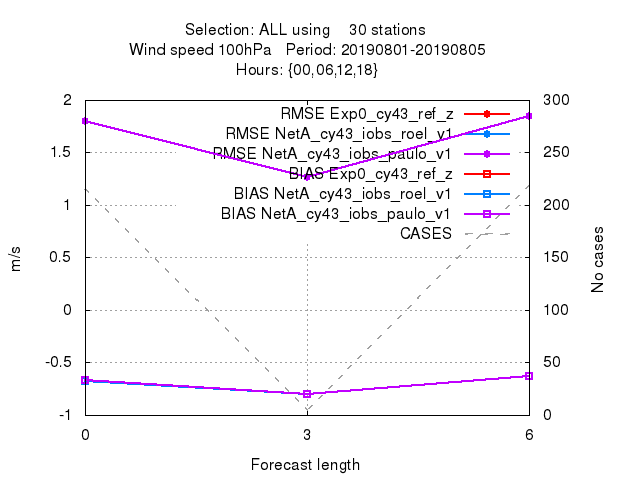 Selection: ALL using 30 stations
Wind speed 100hPa Period: 20190801-20190805
Hours: {00,06,12,18}
2
1.5
1
0.5
0
-0.5
-1
m/s
RMSE Exp0_cy43_ref_z
RMSE NetA_cy43_iobs_roel_v1
RMSE NetA_cy43_iobs_paulo_v1
BIAS Exp0_cy43_ref_z
BIAS NetA_cy43_iobs_roel_v1
BIAS NetA_cy43_iobs_paulo_v1
CASES
300
250
200
150
100
50
0
No cases
0 3 6
Forecast length